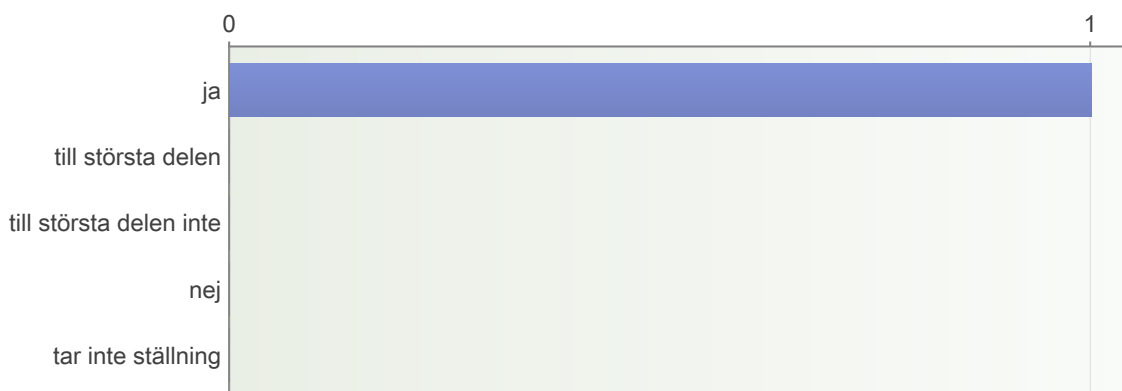 0 1
ja
till största delen
till största delen inte
nej
tar inte ställning